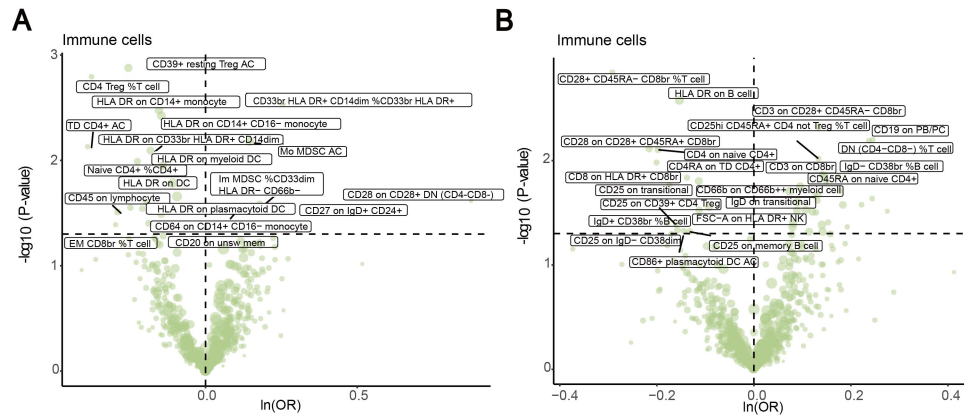 A
Immune cells
3
CD39+ resting Treg AC
CD4 Treg %T cell
HLA DR on CD14+ monocyte
CD33br HLA DR+ CD14dim %CD33br HLA DR+
TD CD4+ AC
HLA DR on CD14+ CD16− monocyte
HLA DR on CD33br HLA DR+ CD14dim
Mo MDSC AC
2
HLA DR on myeloid DC
Naive CD4+ %CD4+
HLA DR on DC
Im MDSC %CD33dim
HLA DR− CD66b−
CD28 on CD28+ DN (CD4-CD8-)
CD45 on lymphocyte
HLA DR on plasmacytoid DC
CD27 on IgD+ CD24+
CD64 on CD14+ CD16− monocyte
EM CD8br %T cell
CD20 on unsw mem
1
0
-log10 (P-value)
0.0
0.5
ln(OR)
B
Immune cells
CD28+ CD45RA− CD8br %T cell
HLA DR on B cell
CD3 on CD28+ CD45RA− CD8br
CD25hi CD45RA+ CD4 not Treg %T cell
CD19 on PB/PC
CD28 on CD28+ CD45RA+ CD8br
DN (CD4−CD8−) %T cell
2
CD4 on naive CD4+
CD4RA on TD CD4+
CD3 on CD8br
IgD− CD38br %B cell
CD8 on HLA DR+ CD8br
CD45RA on naive CD4+
CD25 on transitional
CD66b on CD66b++ myeloid cell
CD25 on CD39+ CD4 Treg
IgD on transitional
IgD+ CD38br %B cell
FSC-A on HLA DR+ NK
CD25 on IgD− CD38dim
CD25 on memory B cell
CD86+ plasmacytoid DC AC
1
0
-log10 (P-value)
−0.4
−0.2
0.0
0.2
0.4
ln(OR)